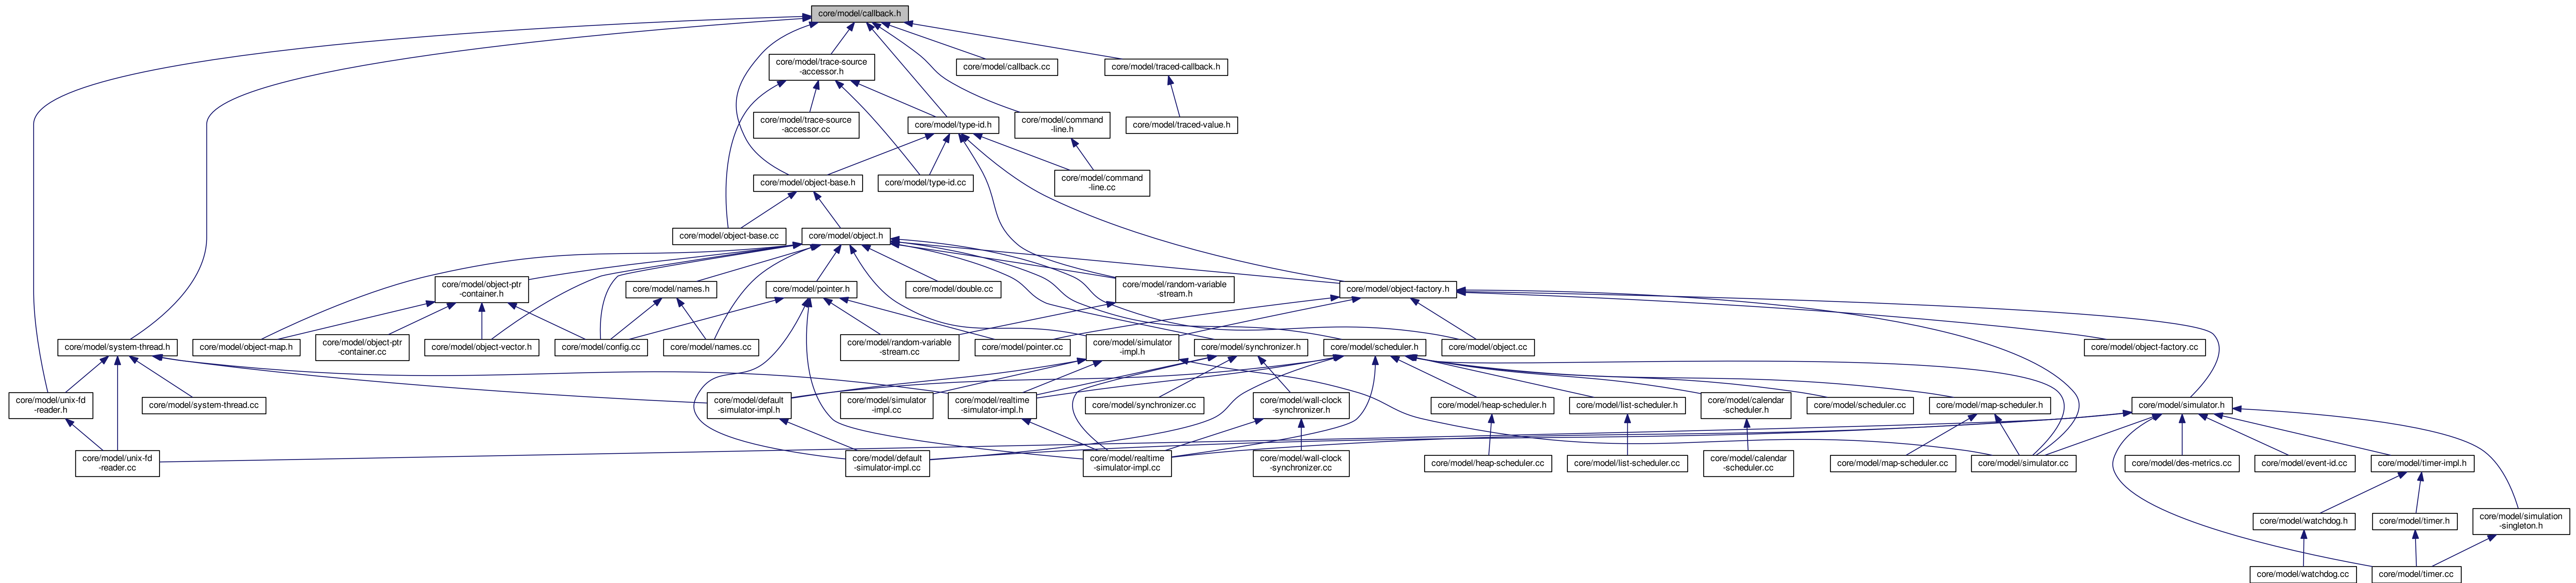 core/model/callback.h
core/model/trace-source
-accessor.h
core/model/callback.cc
core/model/traced-callback.h
core/model/trace-source
-accessor.cc
core/model/type-id.h
core/model/command
-line.h
core/model/traced-value.h
core/model/object-base.h
core/model/type-id.cc
core/model/command
-line.cc
core/model/object-base.cc
core/model/object.h
core/model/object-ptr
-container.h
core/model/names.h
core/model/pointer.h
core/model/double.cc
core/model/random-variable
-stream.h
core/model/object-factory.h
core/model/system-thread.h
core/model/object-map.h
core/model/object-ptr
-container.cc
core/model/object-vector.h
core/model/config.cc
core/model/names.cc
core/model/random-variable
-stream.cc
core/model/pointer.cc
core/model/simulator
-impl.h
core/model/synchronizer.h
core/model/scheduler.h
core/model/object.cc
core/model/object-factory.cc
core/model/unix-fd
-reader.h
core/model/system-thread.cc
core/model/default
-simulator-impl.h
core/model/simulator
-impl.cc
core/model/realtime
-simulator-impl.h
core/model/synchronizer.cc
core/model/wall-clock
-synchronizer.h
core/model/heap-scheduler.h
core/model/list-scheduler.h
core/model/calendar
-scheduler.h
core/model/scheduler.cc
core/model/map-scheduler.h
core/model/simulator.h
core/model/unix-fd
-reader.cc
core/model/default
-simulator-impl.cc
core/model/realtime
-simulator-impl.cc
core/model/wall-clock
-synchronizer.cc
core/model/heap-scheduler.cc
core/model/list-scheduler.cc
core/model/calendar
-scheduler.cc
core/model/map-scheduler.cc
core/model/simulator.cc
core/model/des-metrics.cc
core/model/event-id.cc
core/model/timer-impl.h
core/model/watchdog.h
core/model/timer.h
core/model/simulation
-singleton.h
core/model/watchdog.cc
core/model/timer.cc